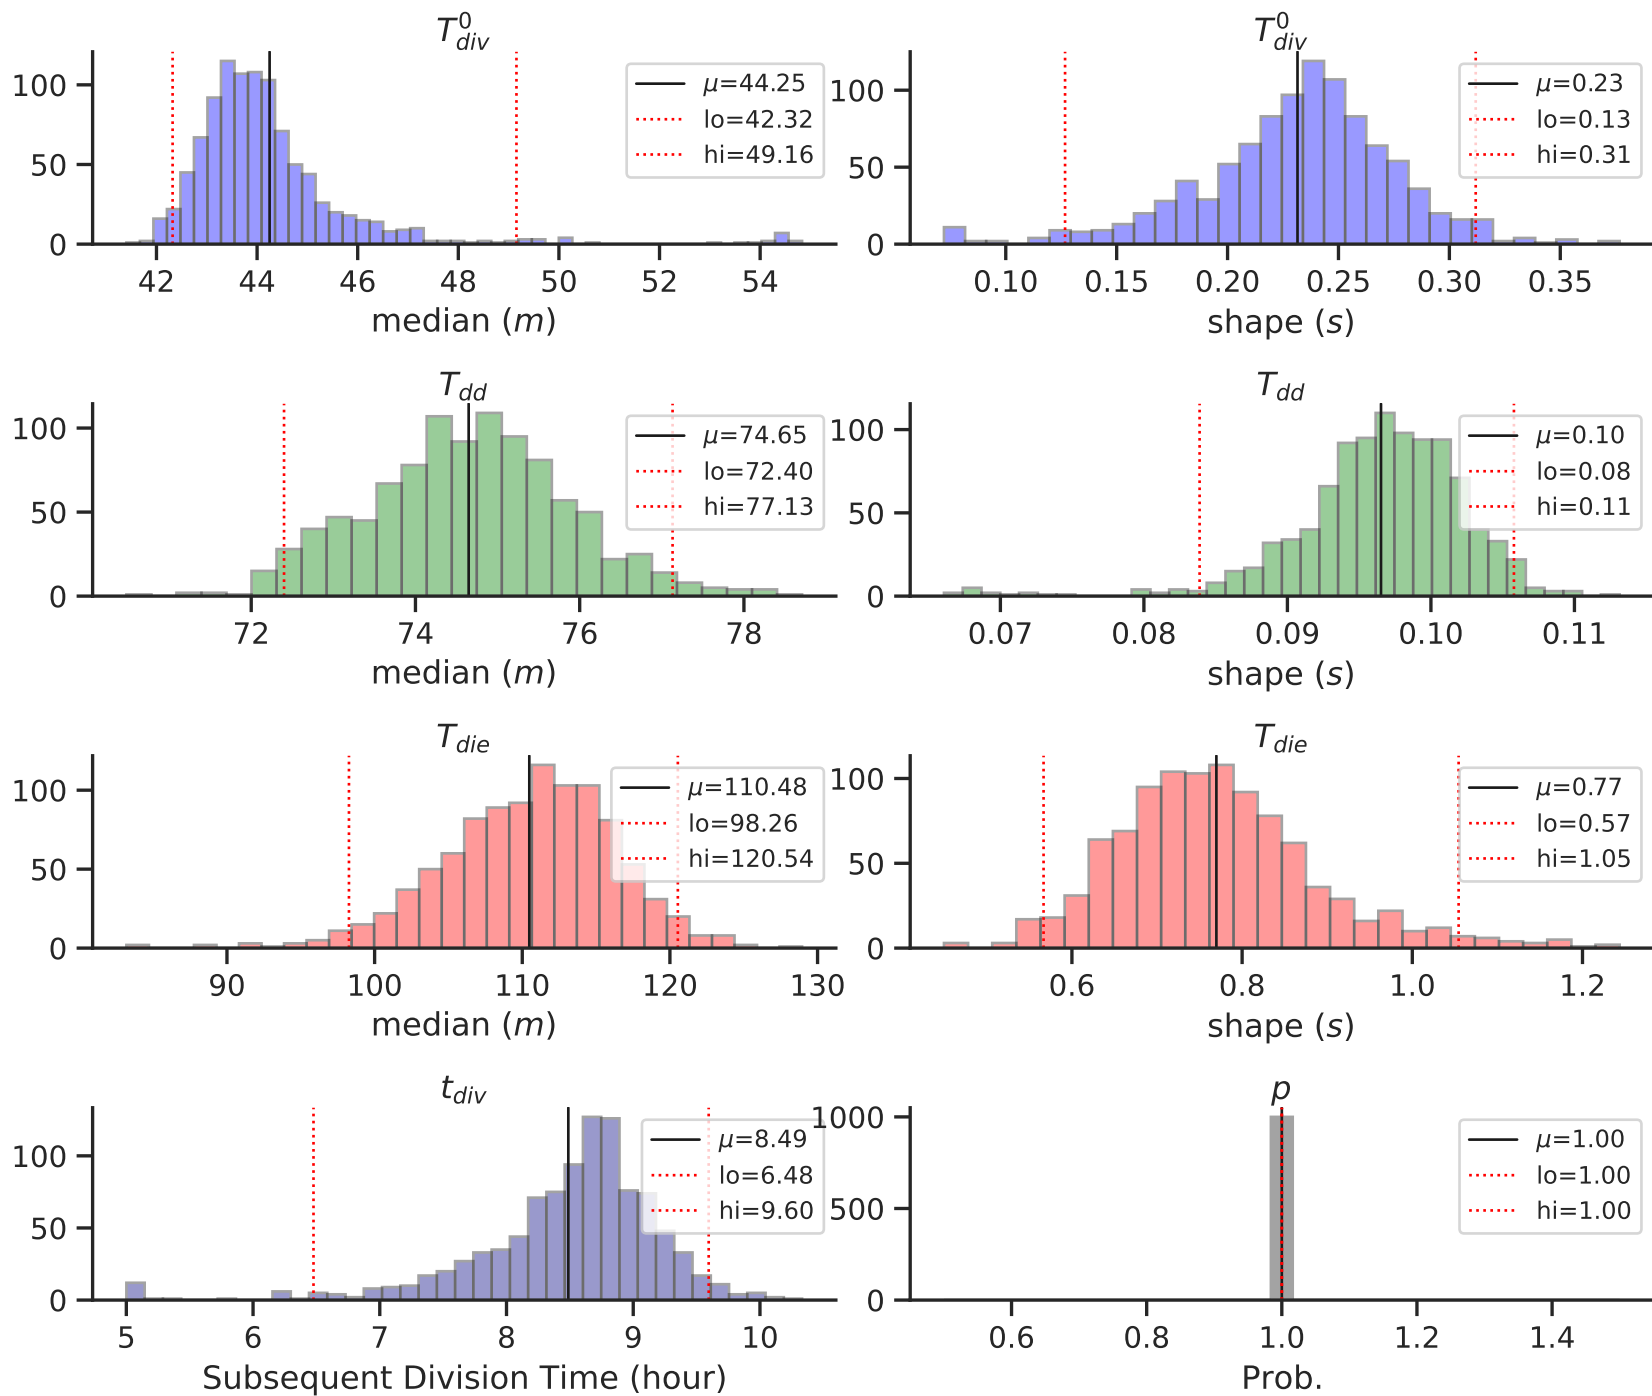 T⁰div
100
50
0
μ=44.25
lo=42.32
hi=49.16
42 44 46 48 50 52 54
median (m)
T⁰div
100
50
0
μ=0.23
lo=0.13
hi=0.31
0.10 0.15 0.20 0.25 0.30 0.35
shape (s)
Tdd
100
50
0
μ=74.65
lo=72.40
hi=77.13
72 74 76 78
median (m)
Tdd
100
50
0
μ=0.10
lo=0.08
hi=0.11
0.07 0.08 0.09 0.10 0.11
shape (s)
Tdie
100
50
0
μ=110.48
lo=98.26
hi=120.54
90 100 110 120 130
median (m)
Tdie
100
50
0
μ=0.77
lo=0.57
hi=1.05
0.6 0.8 1.0 1.2
shape (s)
tdiv
100
50
0
μ=8.49
lo=6.48
hi=9.60
5 6 7 8 9 10
Subsequent Division Time (hour)
p
1000
500
0
μ=1.00
lo=1.00
hi=1.00
0.6 0.8 1.0 1.2 1.4
Prob.